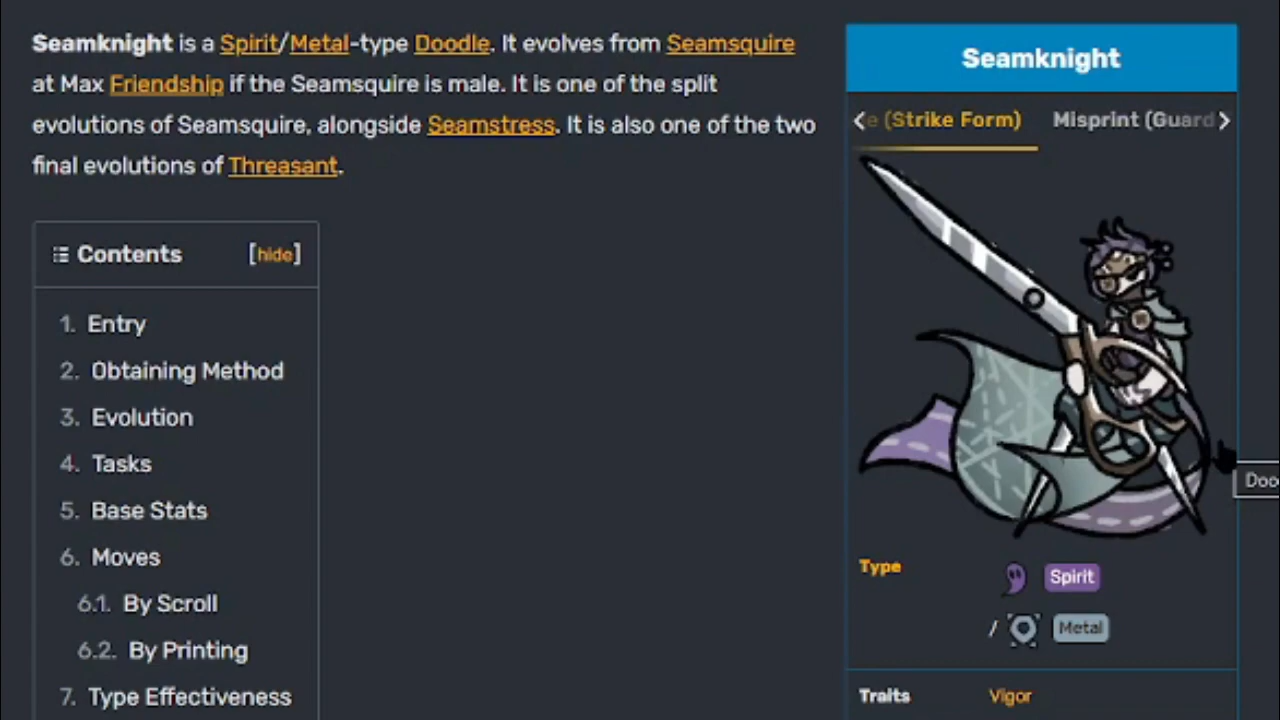 Seamknight is a Spirit/Metal-type Doodle. It evolves from Seamsquire
at Max Friendship if the Seamsquire is male. It is one of the split
evolutions of Seamsquire, alongside Seamstress. It is also one of the two
final evolutions of Threasant.
Contents [hide]
1. Entry
2. Obtaining Method
3. Evolution
4. Tasks
5. Base Stats
6. Moves
6.1. By Scroll
6.2. By Printing
7. Type Effectiveness
Seamknight
e (Strike Form) Misprint (Guard
Doo
Type Spirit
/ Metal
Traits Vigor